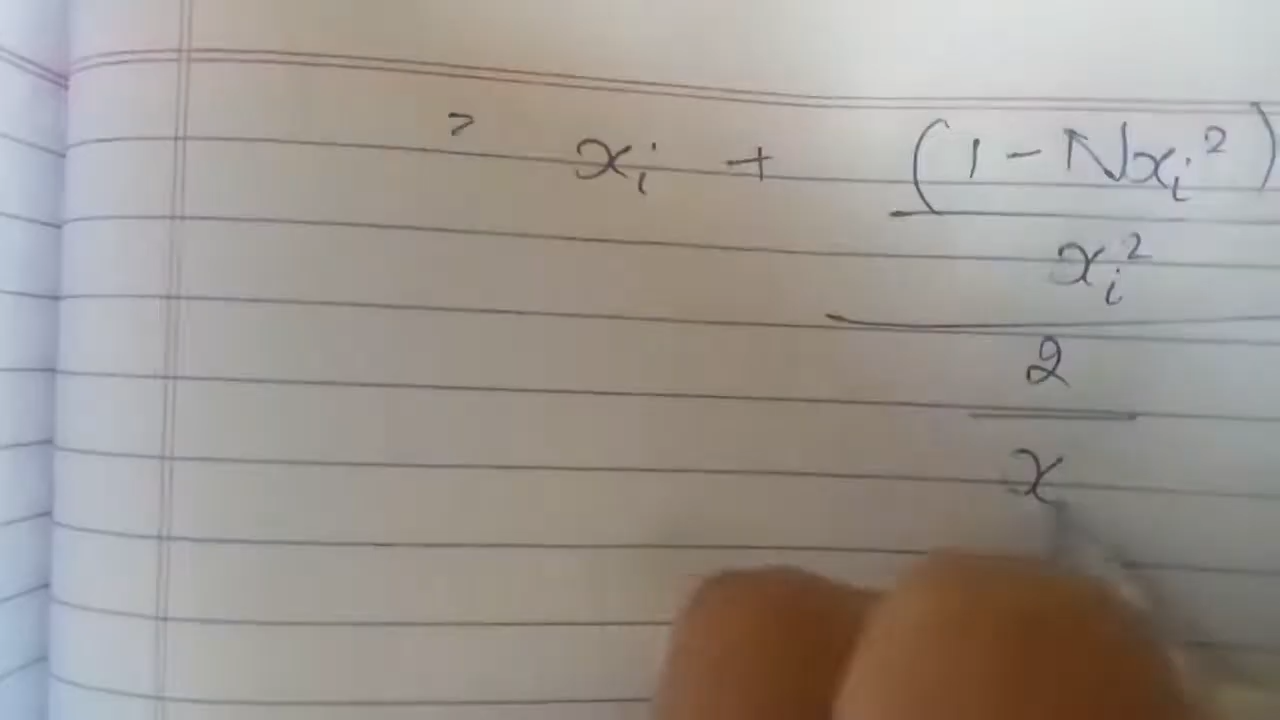 = xᵢ + (1 - Nxᵢ²)
xᵢ²
2
x